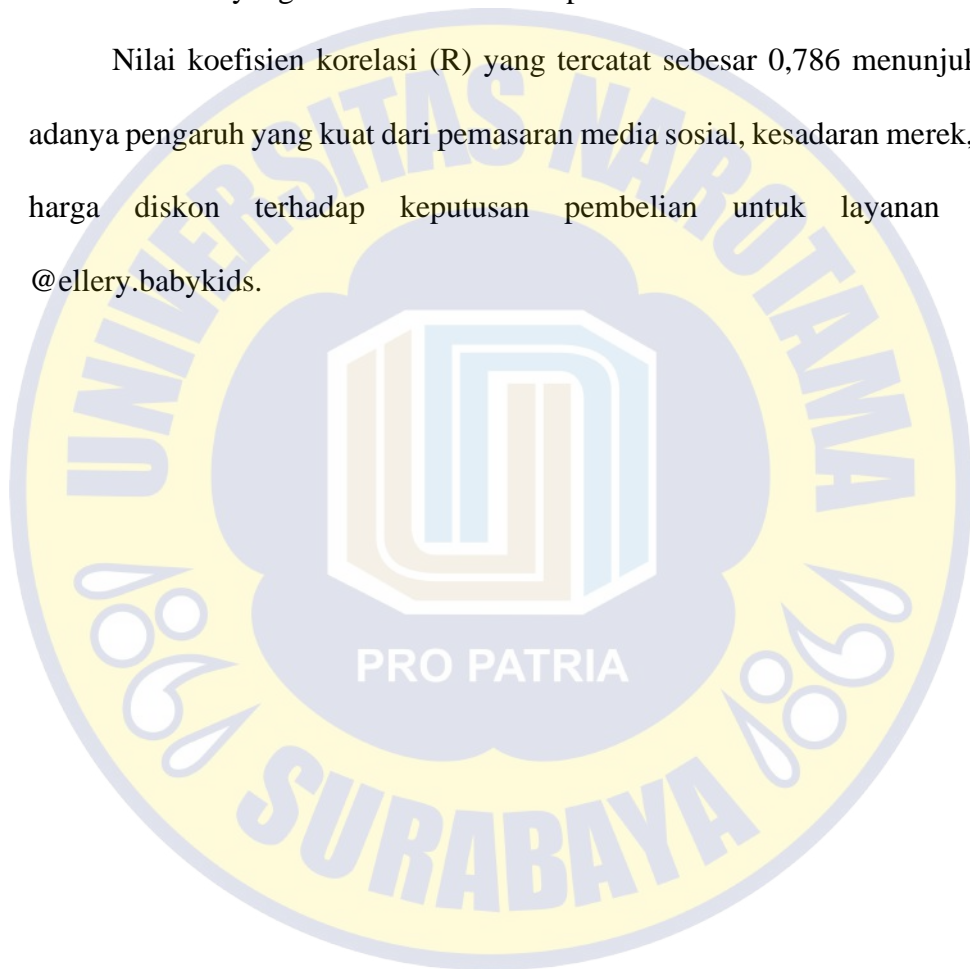 Nilai koefisien korelasi (R) yang tercatat sebesar 0,786 menunjuk
adanya pengaruh yang kuat dari pemasaran media sosial, kesadaran merek,
harga diskon terhadap keputusan pembelian untuk layanan
@ellery.babykids.
UNIVERSITAS NAROTAMA
PRO PATRIA
SURABAYA